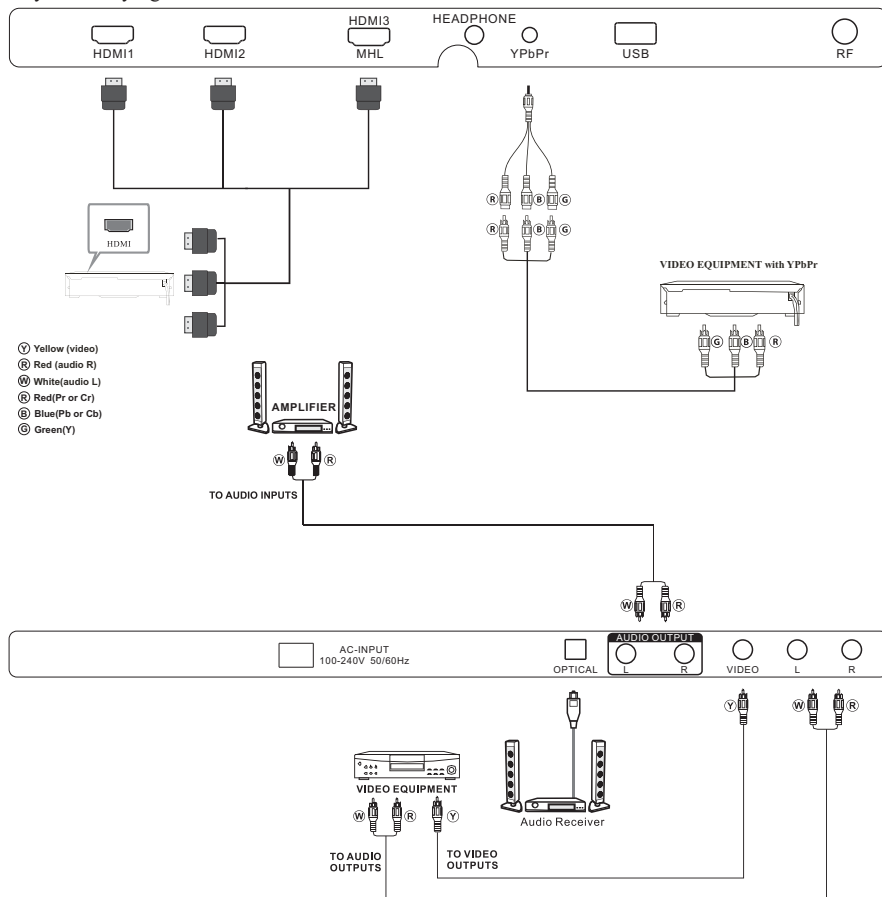 HDMI1
HDMI2
HDMI3
MHL
HEADPHONE
YPbPr
USB
RF
R B G
R B G
HDMI
VIDEO EQUIPMENT with YPbPr
G B R
Y Yellow (video)
R Red (audio R)
W White(audio L)
R Red(Pr or Cr)
B Blue(Pb or Cb)
G Green(Y)
AMPLIFIER
W R
TO AUDIO INPUTS
W R
AC-INPUT
100-240V 50/60Hz
OPTICAL
AUDIO OUTPUT
L R
VIDEO
L
R
Y
W R
VIDEO EQUIPMENT
W R Y
Audio Receiver
TO AUDIO
OUTPUTS
TO VIDEO
OUTPUTS